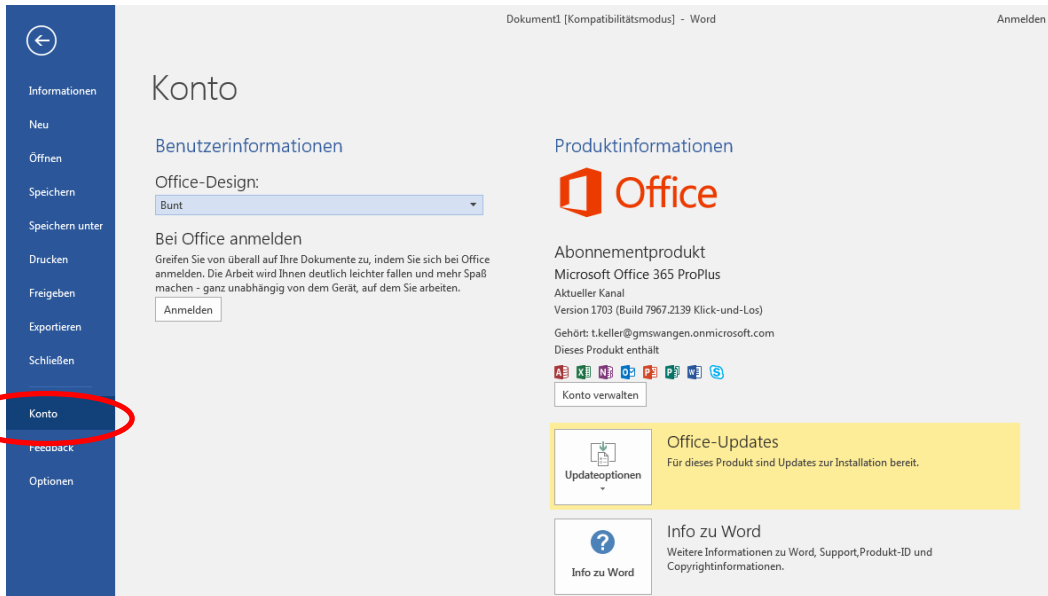 Dokument1 [Kompatibilitätsmodus] - Word
Anmelden
Informationen
Neu
Öffnen
Speichern
Speichern unter
Drucken
Freigeben
Exportieren
Schließen
Konto
Feedback
Optionen
Konto
Benutzerinformationen
Office-Design:
Bunt
Bei Office anmelden
Greifen Sie von überall auf Ihre Dokumente zu, indem Sie sich bei Office
anmelden. Die Arbeit wird Ihnen deutlich leichter fallen und mehr Spaß
machen - ganz unabhängig von dem Gerät, auf dem Sie arbeiten.
Anmelden
Produktinformationen
Office
Abonnementprodukt
Microsoft Office 365 ProPlus
Aktueller Kanal
Version 1703 (Build 7967.2139 Klick-und-Los)
Gehört: t.keller@gmswangen.onmicrosoft.com
Dieses Produkt enthält
Konto verwalten
Updateoptionen
Office-Updates
Für dieses Produkt sind Updates zur Installation bereit.
Info zu Word
Info zu Word
Weitere Informationen zu Word, Support,Produkt-ID und
Copyrightinformationen.